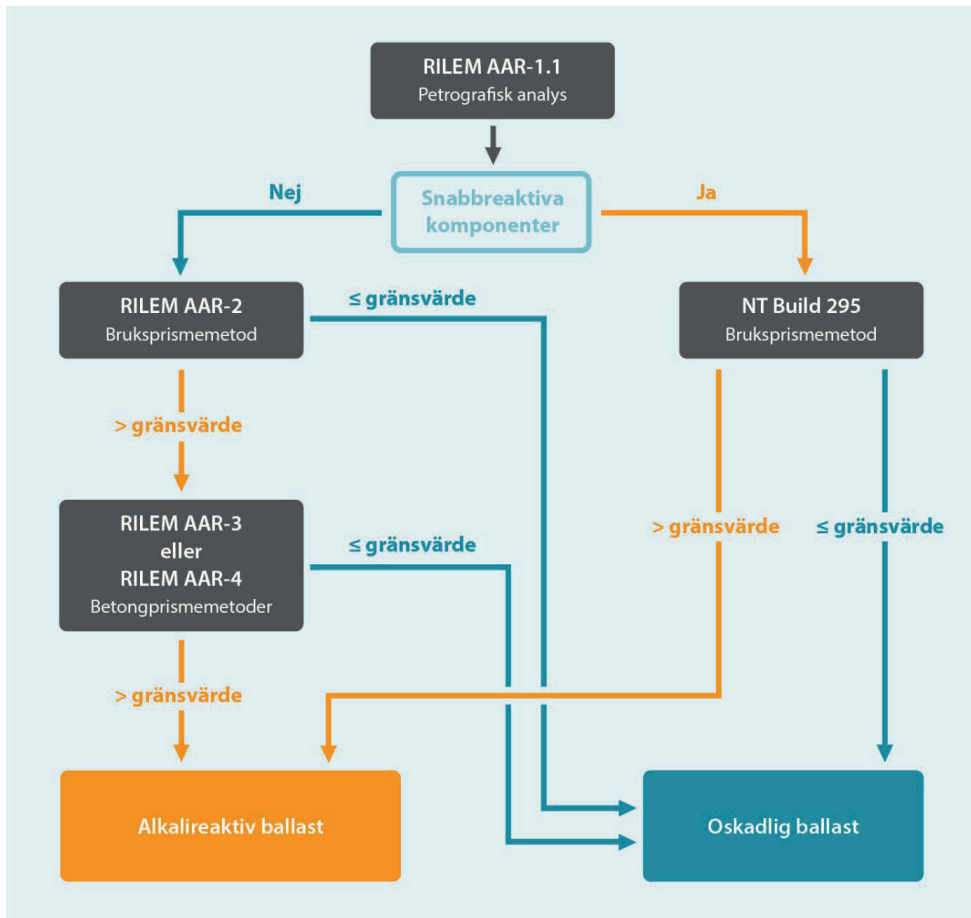 RILEM AAR-1.1
Petrografisk analys
Nej
Snabbreaktiva
komponenter
Ja
RILEM AAR-2
Bruksprismemetod
≤ gränsvärde
NT Build 295
Bruksprismemetod
> gränsvärde
RILEM AAR-3
eller
RILEM AAR-4
Betongprismemetoder
≤ gränsvärde
> gränsvärde
≤ gränsvärde
> gränsvärde
Alkalireaktiv ballast
Oskadlig ballast